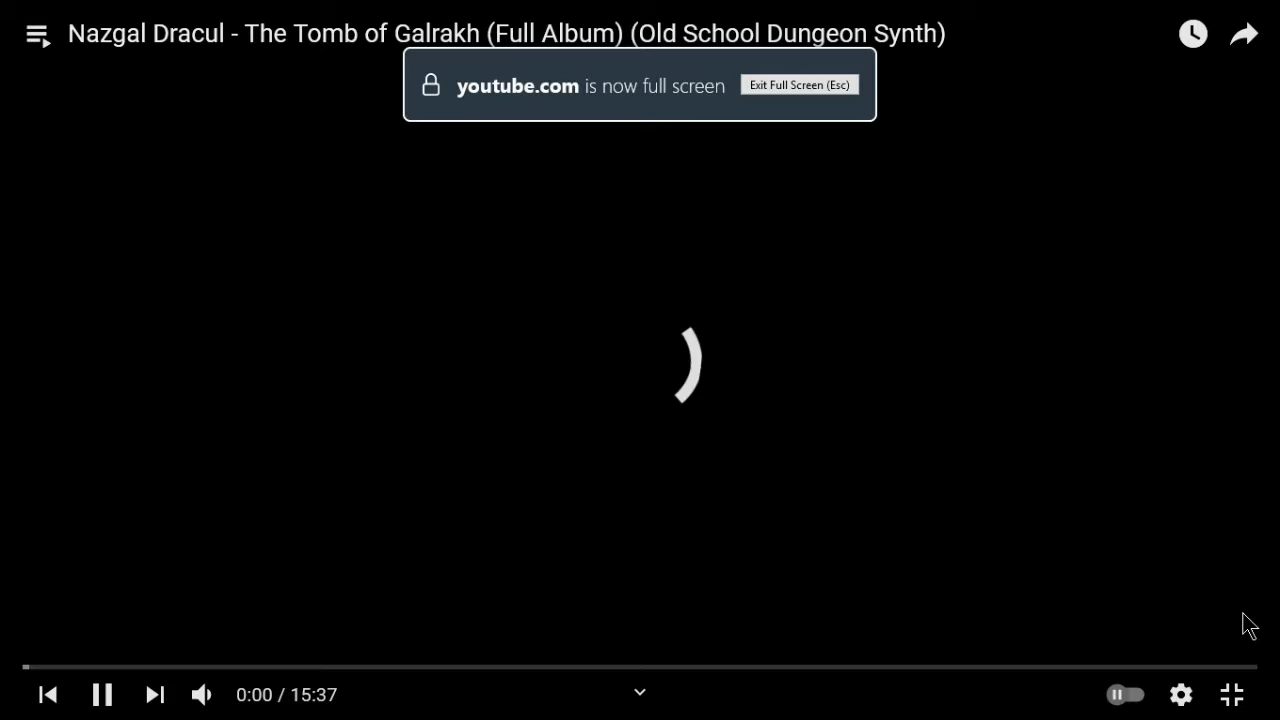 Nazgal Dracul - The Tomb of Galrakh (Full Album) (Old School Dungeon Synth)
youtube.com is now full screen Exit Full Screen (Esc)
0:00 / 15:37